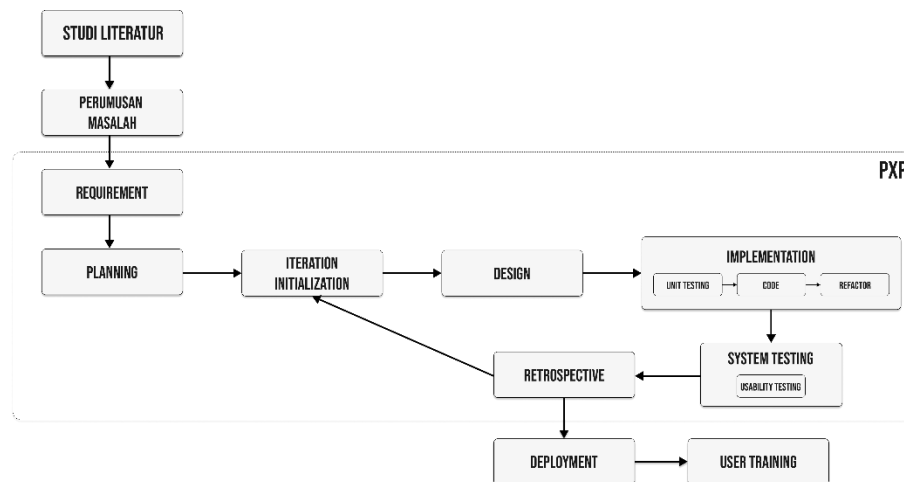 STUDI LITERATUR
PERUMUSAN
MASALAH
PXP
REQUIREMENT
PLANNING
ITERATION
INITIALIZATION
DESIGN
IMPLEMENTATION
UNIT TESTING
CODE
REFACTOR
SYSTEM TESTING
USABILITY TESTING
RETROSPECTIVE
DEPLOYMENT
USER TRAINING